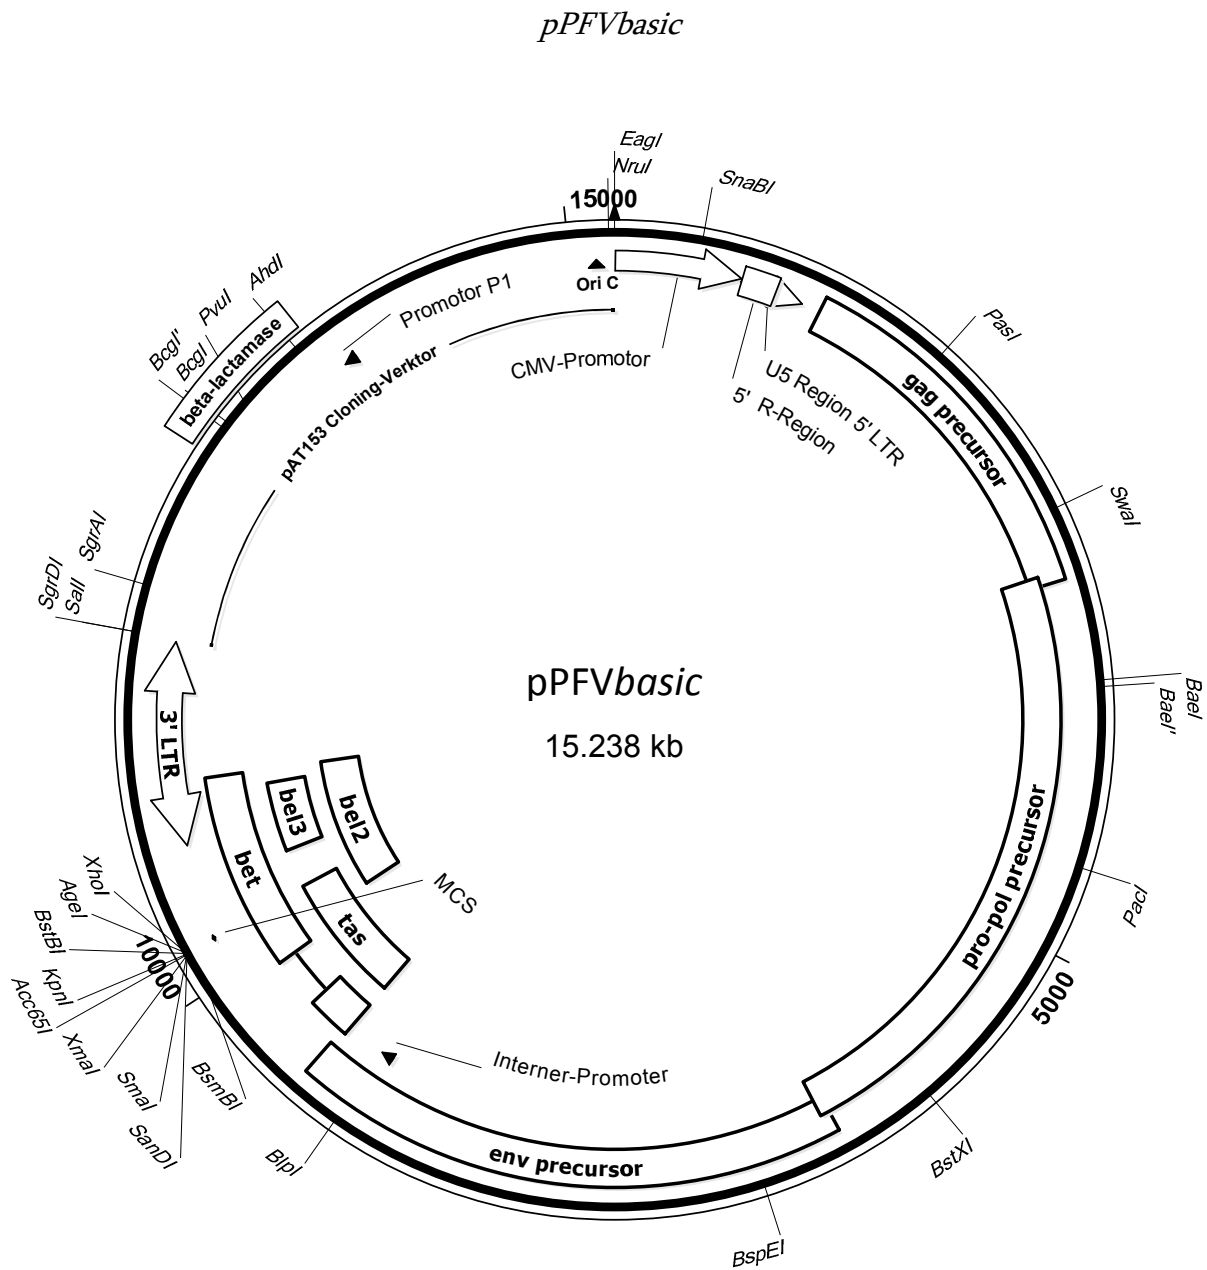 pPFVbasic
EagI
NruI
15000
SnaBI
PasI
SwaI
BaeI
BaeI'
PacI
5000
BstXI
BspEI
BlpI
BsmBI
SanDI
SmaI
XmaI
Acc65I
KpnI
10000
BstBI
AgeI
XhoI
SgrDI
SalI
SgrAI
BcgI'
BcgI
PvuI
AhdI
beta-lactamase
Promotor P1
Ori C
pAT153 Cloning-Verktor
CMV-Promotor
5' R-Region
U5 Region 5' LTR
gag precursor
pro-pol precursor
env precursor
Interner-Promoter
MCS
tas
bet
bel3
bel2
3' LTR
pPFVbasic
15.238 kb